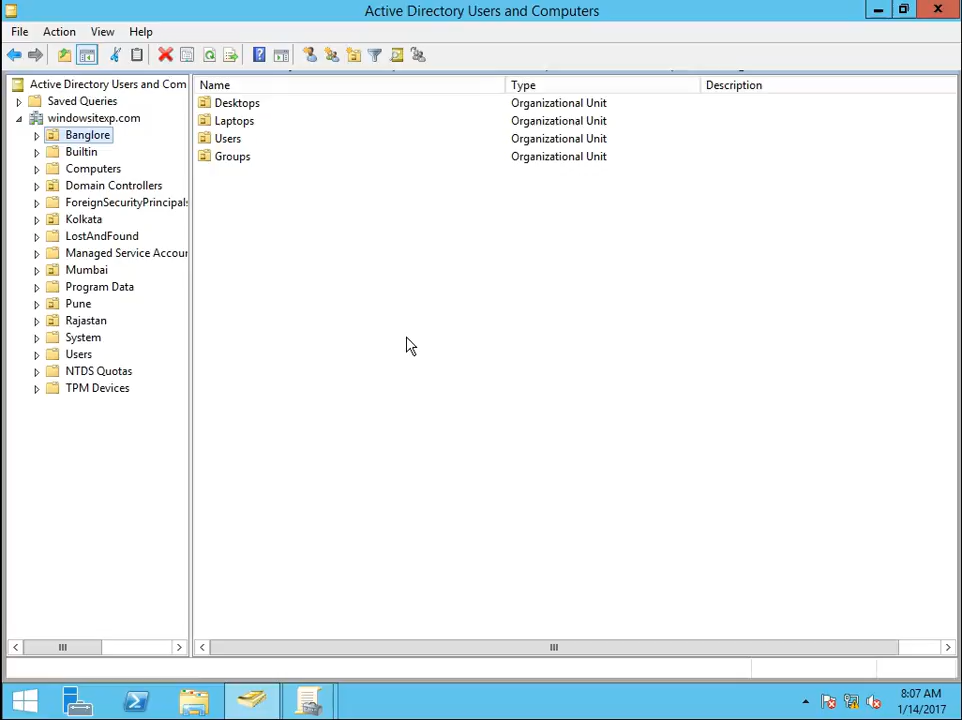 Active Directory Users and Computers
File Action View Help
Active Directory Users and Com
Saved Queries
windowsitexp.com
Banglore
Builtin
Computers
Domain Controllers
ForeignSecurityPrincipals
Kolkata
LostAndFound
Managed Service Accour
Mumbai
Program Data
Pune
Rajastan
System
Users
NTDS Quotas
TPM Devices
Name Type Description
Desktops Organizational Unit
Laptops Organizational Unit
Users Organizational Unit
Groups Organizational Unit
8:07 AM
1/14/2017